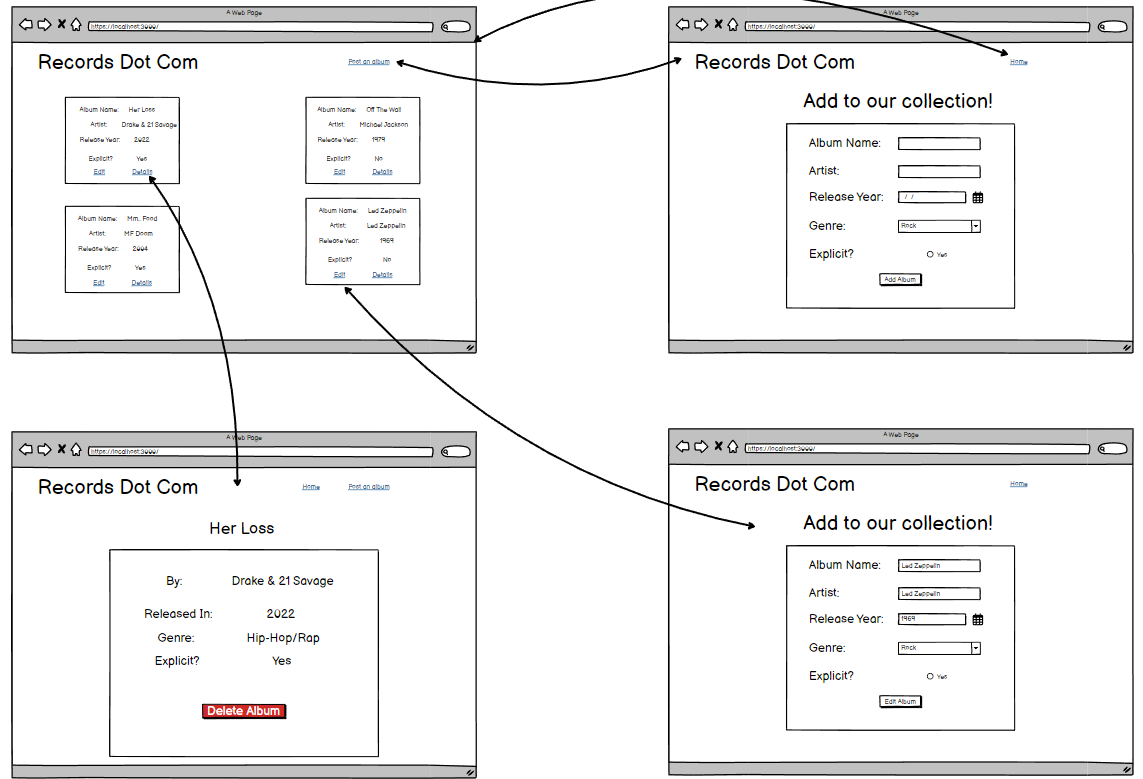 A Web Page
https://localhost:3000/
Records Dot Com
Post an album
Album Name: Her Loss
Artist: Drake & 21 Savage
Release Year: 2022
Explicit? Yes
Edit Details
Album Name: Off The Wall
Artist: Michael Jackson
Release Year: 1979
Explicit? No
Edit Details
Album Name: Mm.. Food
Artist: MF Doom
Release Year: 2004
Explicit? Yes
Edit Details
Album Name: Led Zeppelin
Artist: Led Zeppelin
Release Year: 1969
Explicit? No
Edit Details
A Web Page
https://localhost:3000/
Records Dot Com
Home
Add to our collection!
Album Name:
Artist:
Release Year: / /
Genre: Rock
Explicit? Yes
Add Album
A Web Page
https://localhost:3000/
Records Dot Com
Home Post an album
Her Loss
By: Drake & 21 Savage
Released In: 2022
Genre: Hip-Hop/Rap
Explicit? Yes
Delete Album
A Web Page
https://localhost:3000/
Records Dot Com
Home
Add to our collection!
Album Name: Led Zeppelin
Artist: Led Zeppelin
Release Year: 1969
Genre: Rock
Explicit? Yes
Edit Album